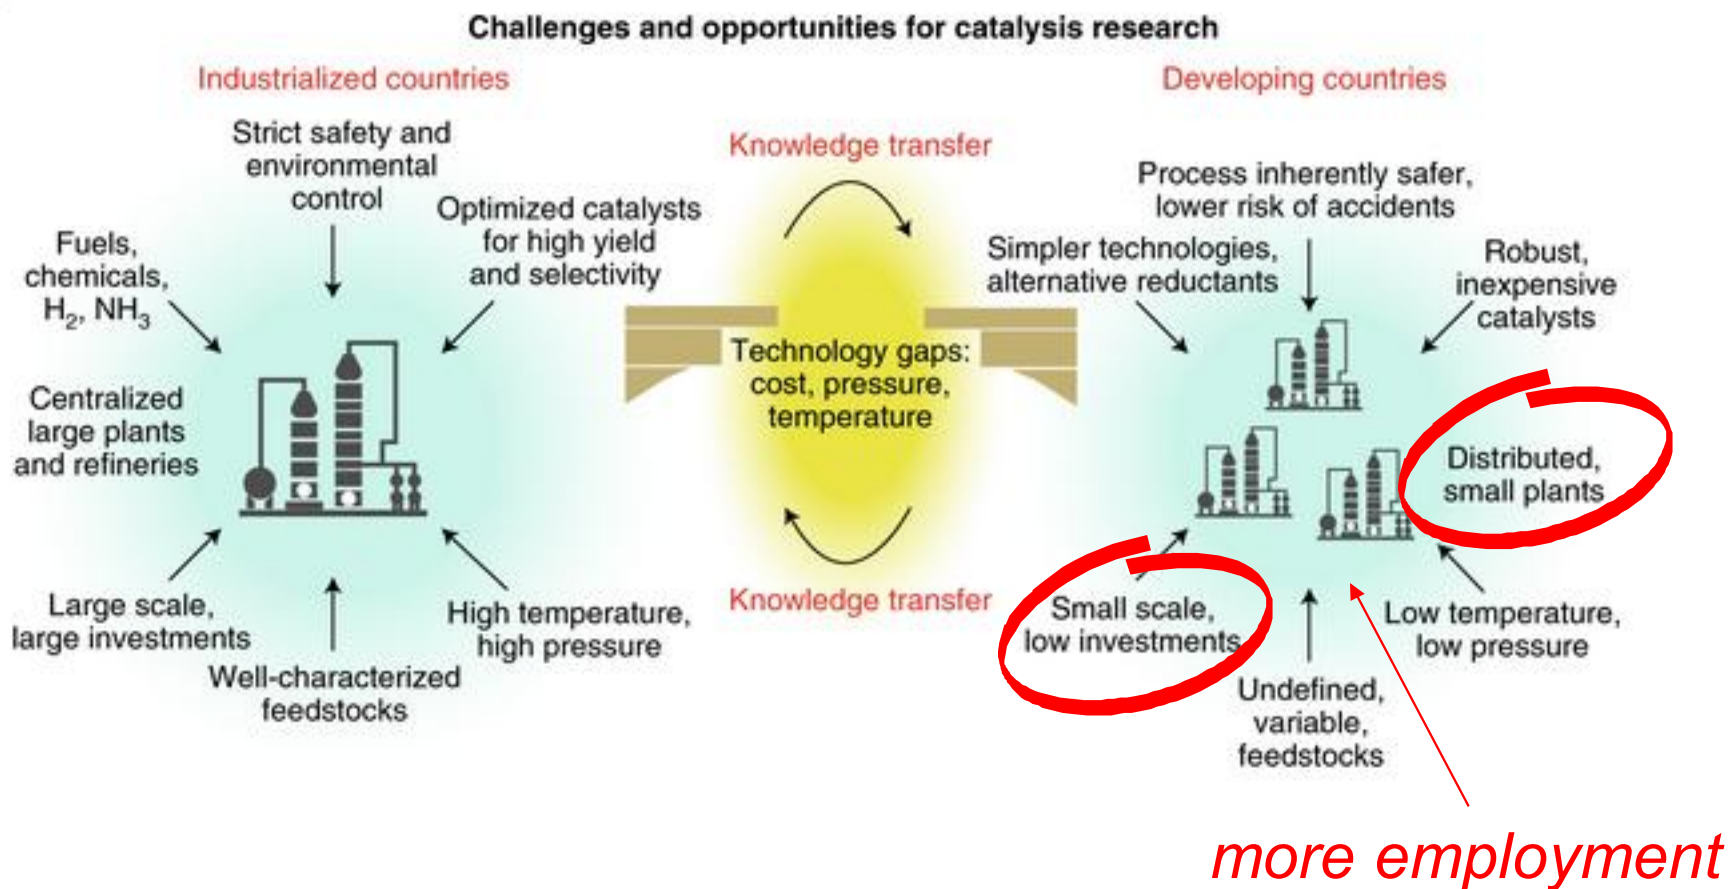 Challenges and opportunities for catalysis research
Industrialized countries
Strict safety and
environmental
control
Optimized catalysts
for high yield
and selectivity
Fuels,
chemicals,
H₂, NH₃
Centralized
large plants
and refineries
Large scale,
large investments
Well-characterized
feedstocks
High temperature,
high pressure
Knowledge transfer
Technology gaps:
cost, pressure,
temperature
Knowledge transfer
Developing countries
Process inherently safer,
lower risk of accidents
Simpler technologies,
alternative reductants
Robust,
inexpensive
catalysts
Distributed,
small plants
Small scale,
low investments
Low temperature,
low pressure
Undefined,
variable,
feedstocks
more employment